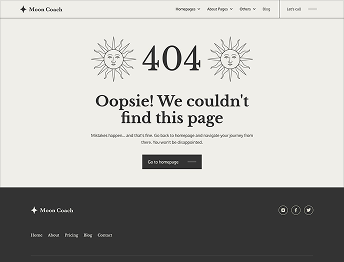 Moon Coach
Homepages About Pages Others Blog Let's call
404
Oopsie! We couldn't
find this page
Mistakes happen... and that's fine. Go back to homepage and navigate your journey from
there. You won't be disappointed.
Go to homepage
Moon Coach
Home About Pricing Blog Contact